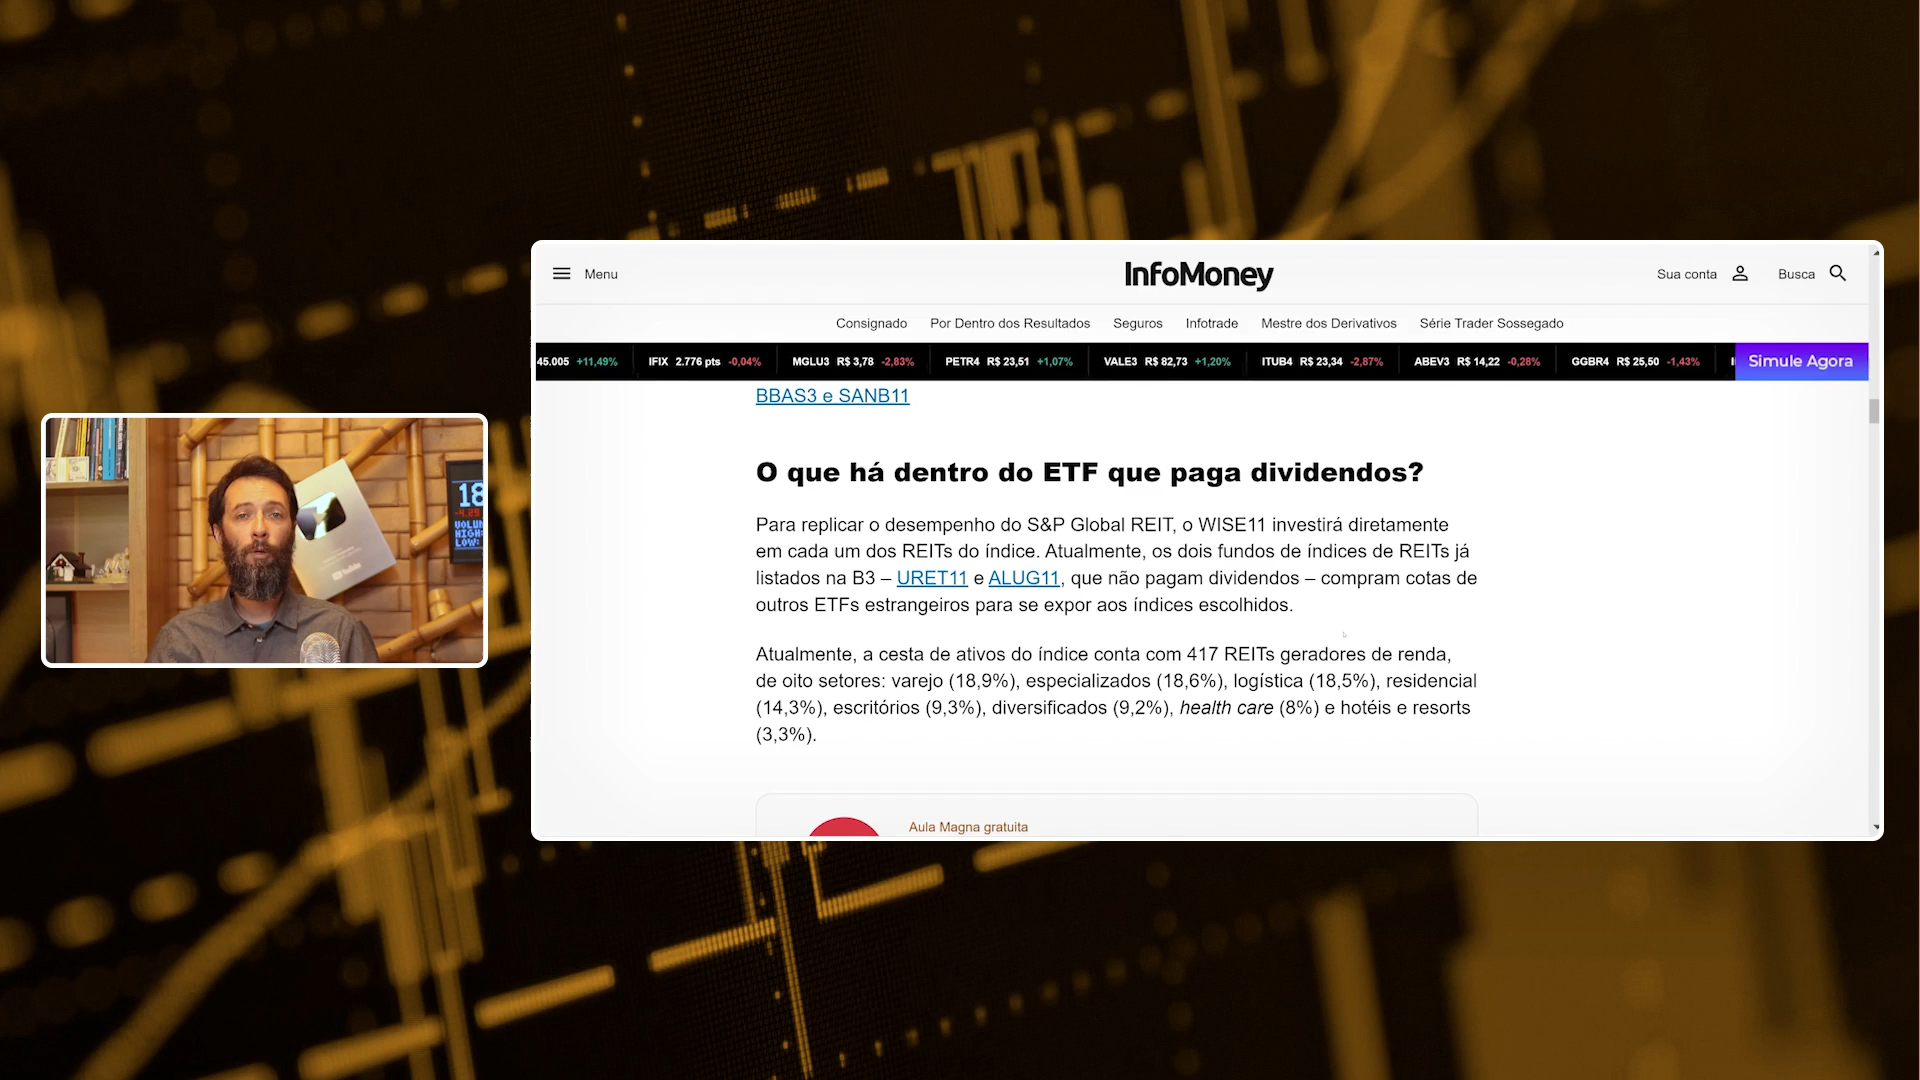 Menu
InfoMoney
Sua conta
Busca
Consignado Por Dentro dos Resultados Seguros Infotrade Mestre dos Derivativos Série Trader Sossegado
45.005 +11,49% IFIX 2.776 pts -0,04% MGLU3 R$ 3,78 -2,83% PETR4 R$ 23,51 +1,07% VALE3 R$ 82,73 +1,20% ITUB4 R$ 23,34 -2,87% ABEV3 R$ 14,22 -0,28% GGBR4 R$ 25,50 -1,43% Simule Agora
BBAS3 e SANB11
O que há dentro do ETF que paga dividendos?
Para replicar o desempenho do S&P Global REIT, o WISE11 investirá diretamente
em cada um dos REITs do índice. Atualmente, os dois fundos de índices de REITs já
listados na B3 – URET11 e ALUG11, que não pagam dividendos – compram cotas de
outros ETFs estrangeiros para se expor aos índices escolhidos.
Atualmente, a cesta de ativos do índice conta com 417 REITs geradores de renda,
de oito setores: varejo (18,9%), especializados (18,6%), logística (18,5%), residencial
(14,3%), escritórios (9,3%), diversificados (9,2%), health care (8%) e hotéis e resorts
(3,3%).
Aula Magna gratuita
18
-4.29
VOLUM
HIGH:
LOW:
YouTube